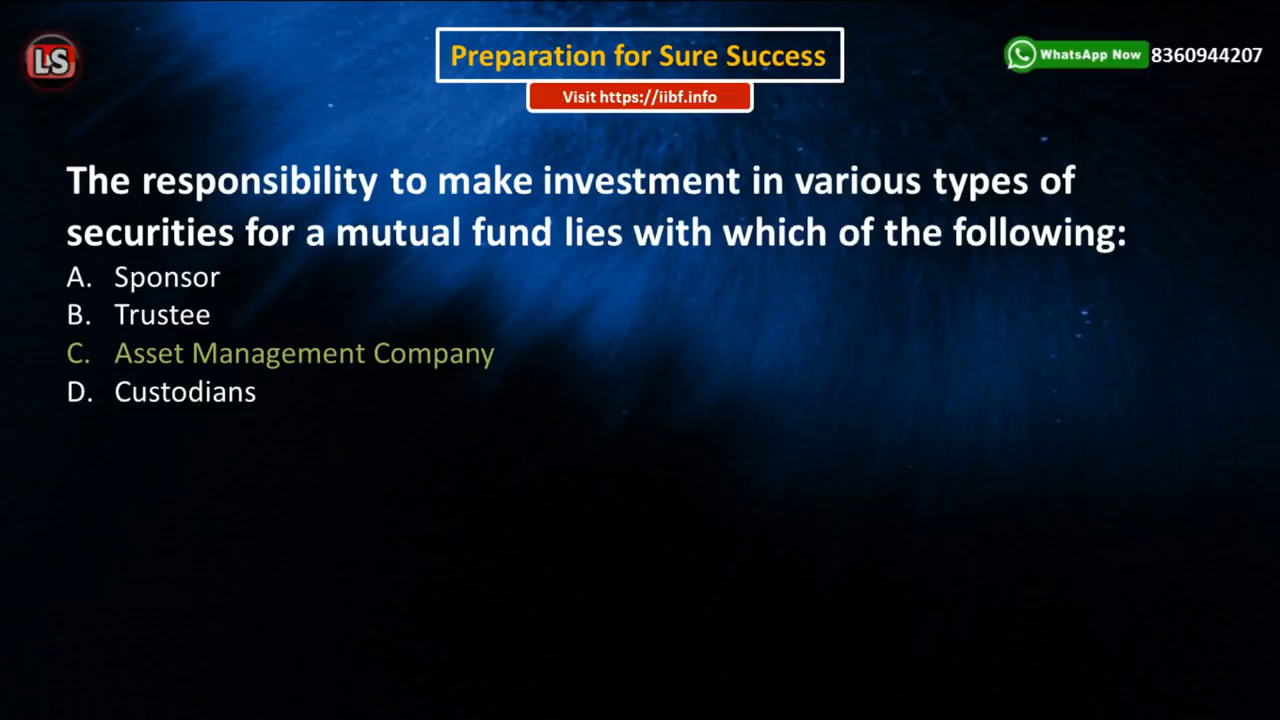 LS
Preparation for Sure Success
WhatsApp Now 8360944207
Visit https://iibf.info
The responsibility to make investment in various types of
securities for a mutual fund lies with which of the following:
A. Sponsor
B. Trustee
C. Asset Management Company
D. Custodians